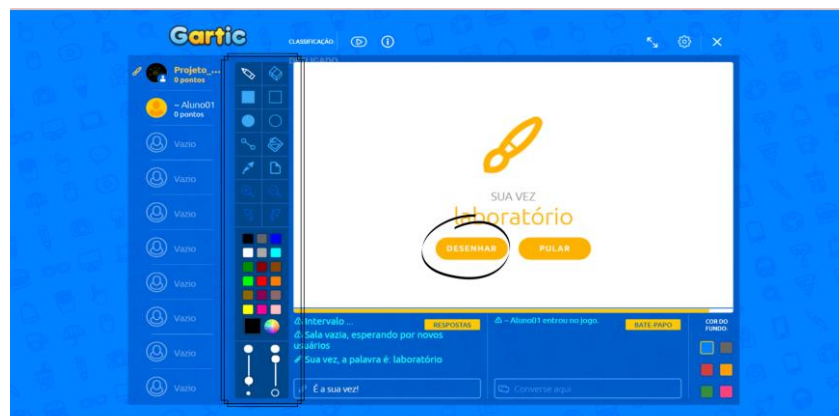 Gartic
CLASSIFICAÇÃO
Projeto_...
0 pontos
~ Aluno01
0 pontos
Vazio
Vazio
Vazio
Vazio
Vazio
Vazio
Vazio
Vazio
SUA VEZ
laboratório
DESENHAR
PULAR
Intervalo ...
RESPOSTAS
Sala vazia, esperando por novos
usuários
Sua vez, a palavra é: laboratório
É a sua vez!
~ Aluno01 entrou no jogo.
BATE-PAPO
Converse aqui
COR DO
FUNDO: